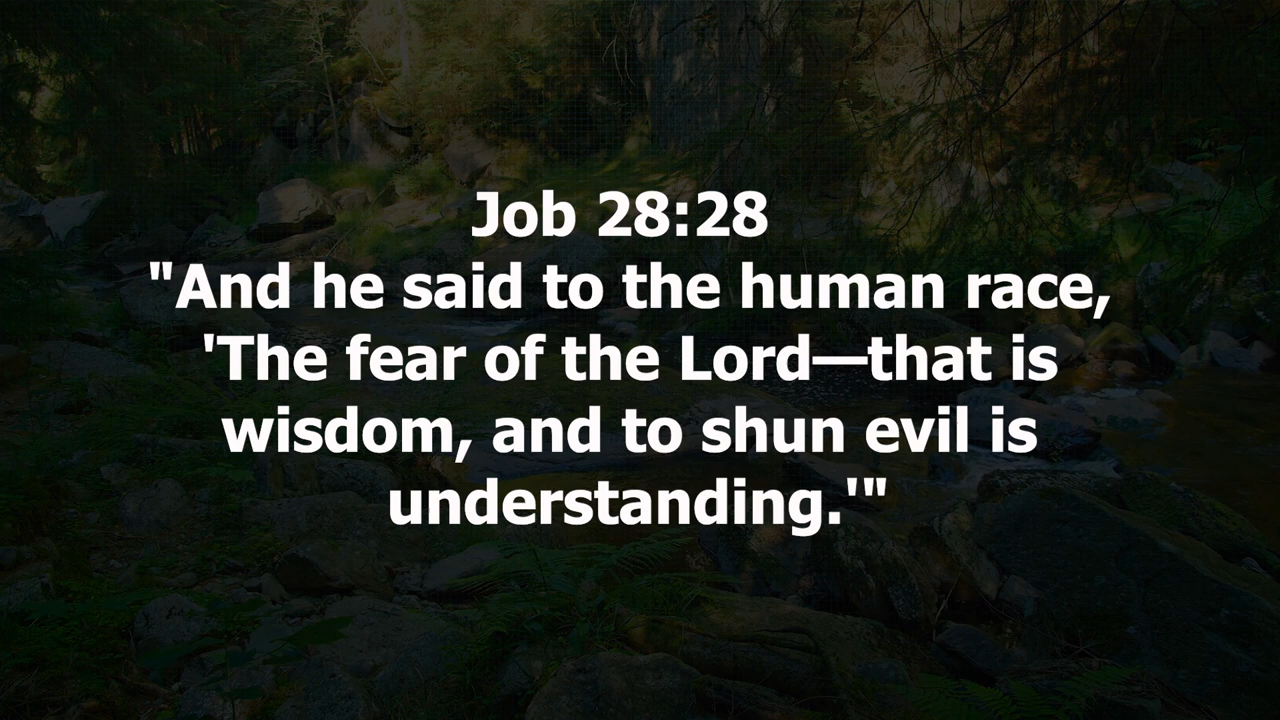 Job 28:28
"And he said to the human race,
'The fear of the Lord—that is
wisdom, and to shun evil is
understanding.'"